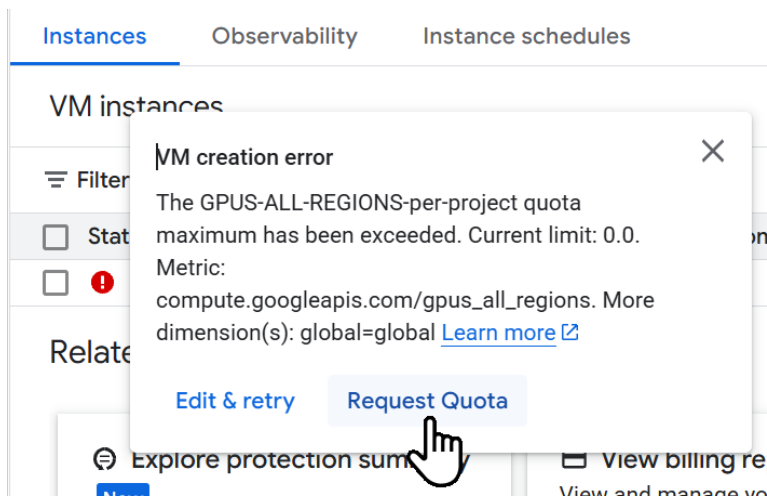 Instances Observability Instance schedules
VM instances
VM creation error
Filter
The GPUS-ALL-REGIONS-per-project quota
Stat maximum has been exceeded. Current limit: 0.0.
Metric:
compute.googleapis.com/gpus_all_regions. More
dimension(s): global=global Learn more
Relate
Edit & retry Request Quota
Explore protection summary View billing re
New View and manage yo